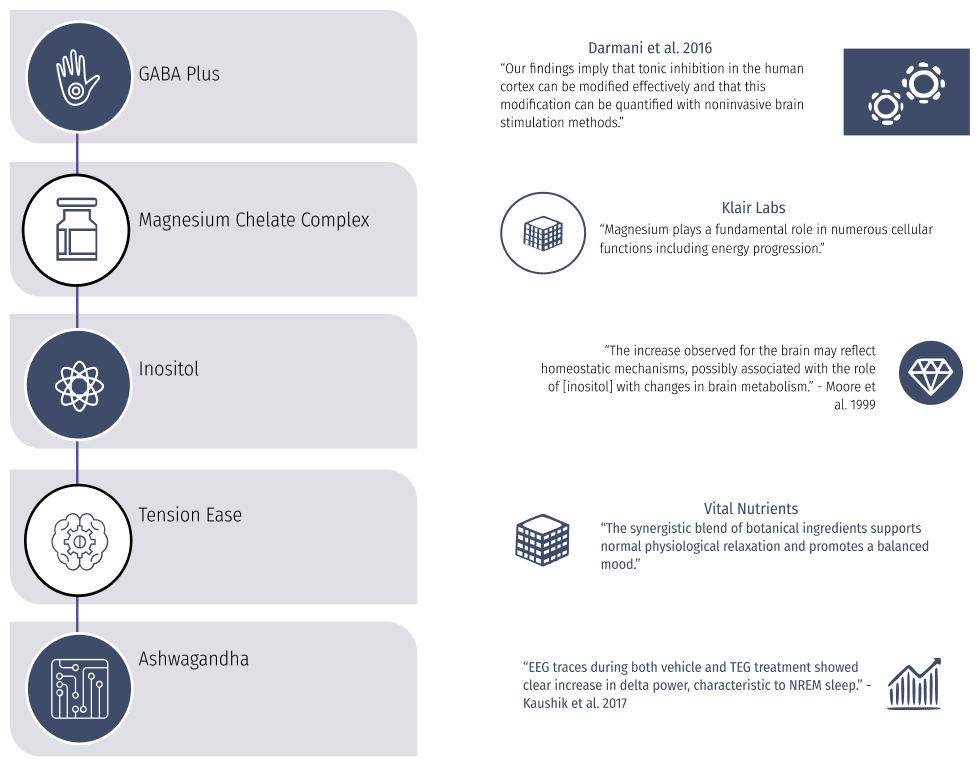 GABA Plus
Darmani et al. 2016
“Our findings imply that tonic inhibition in the human
cortex can be modified effectively and that this
modification can be quantified with noninvasive brain
stimulation methods.”
Magnesium Chelate Complex
Klair Labs
“Magnesium plays a fundamental role in numerous cellular
functions including energy progression.”
Inositol
“The increase observed for the brain may reflect
homeostatic mechanisms, possibly associated with the role
of [inositol] with changes in brain metabolism.” - Moore et
al. 1999
Tension Ease
Vital Nutrients
“The synergistic blend of botanical ingredients supports
normal physiological relaxation and promotes a balanced
mood.”
Ashwagandha
“EEG traces during both vehicle and TEG treatment showed
clear increase in delta power, characteristic to NREM sleep.” -
Kaushik et al. 2017